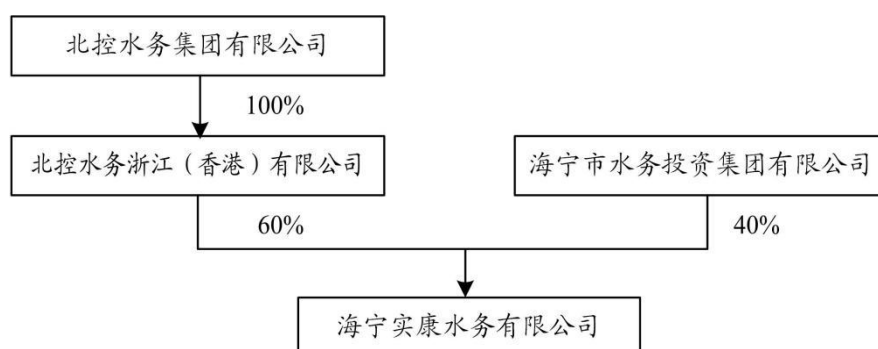 北控水务集团有限公司
100%
北控水务浙江（香港）有限公司
海宁市水务投资集团有限公司
60%
40%
海宁实康水务有限公司